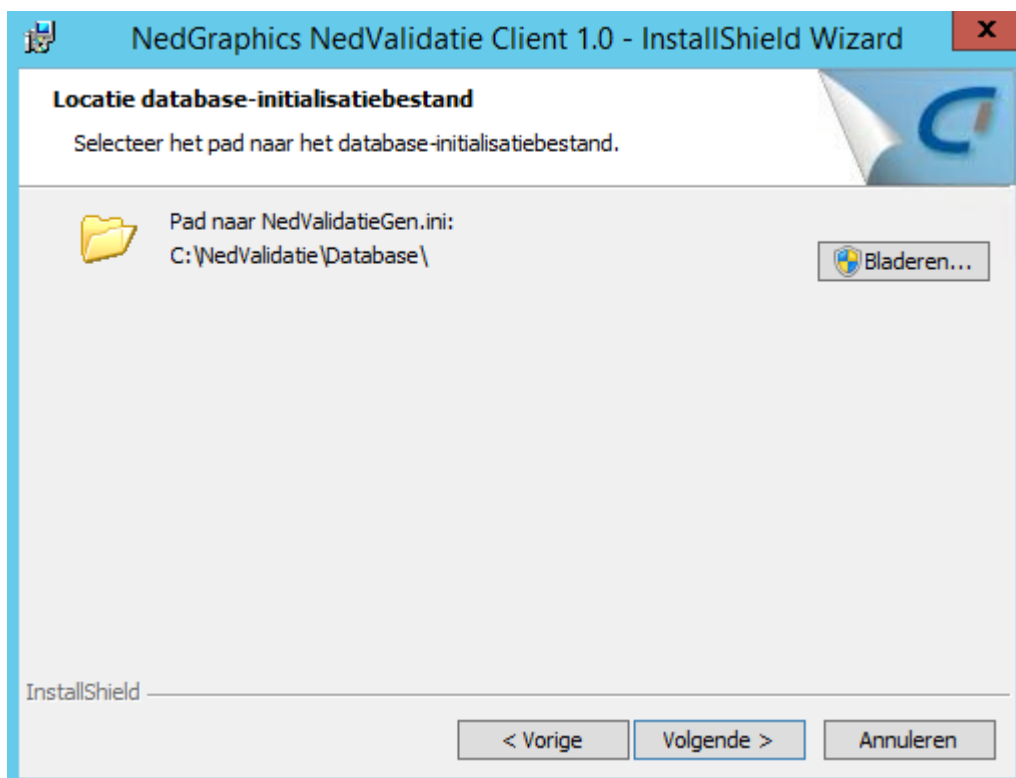 NedGraphics NedValidatie Client 1.0 - InstallShield Wizard
x
Locatie database-initialisatiebestand
Selecteer het pad naar het database-initialisatiebestand.
Pad naar NedValidatieGen.ini:
C:\NedValidatie\Database\
Bladeren...
InstallShield
< Vorige
Volgende >
Annuleren